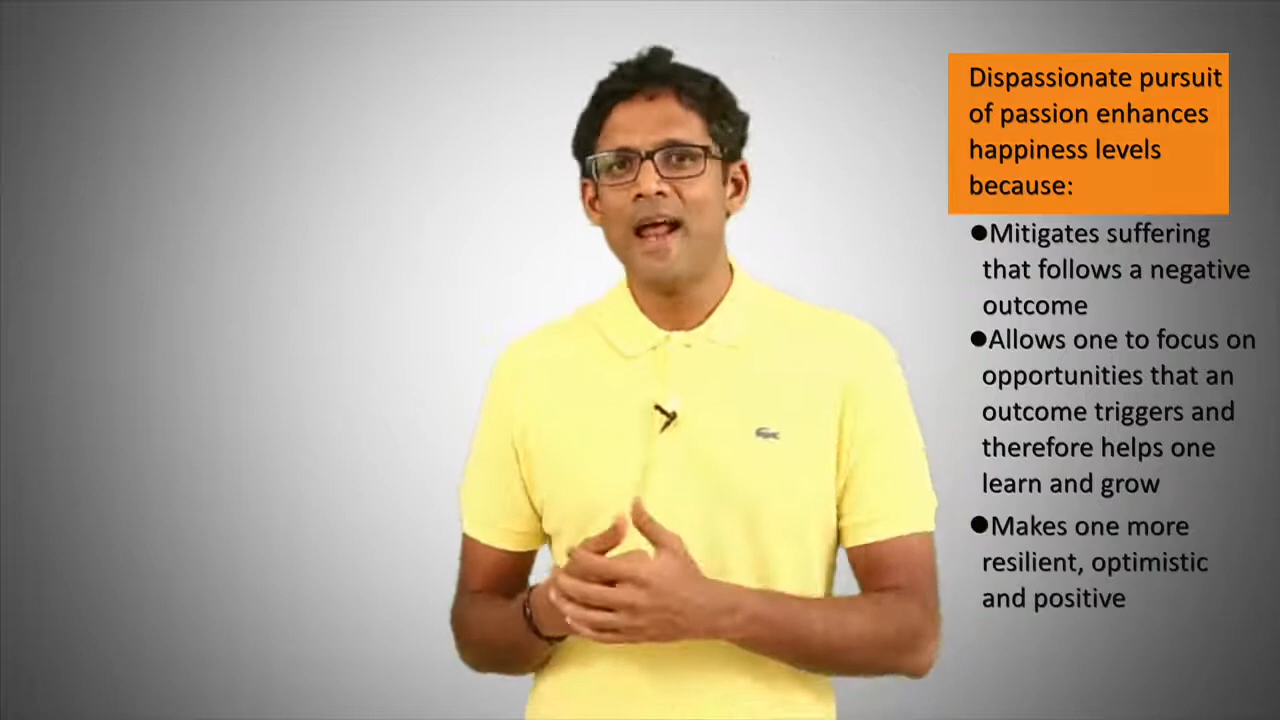 Dispassionate pursuit
of passion enhances
happiness levels
because:
●Mitigates suffering
that follows a negative
outcome
●Allows one to focus on
opportunities that an
outcome triggers and
therefore helps one
learn and grow
●Makes one more
resilient, optimistic
and positive